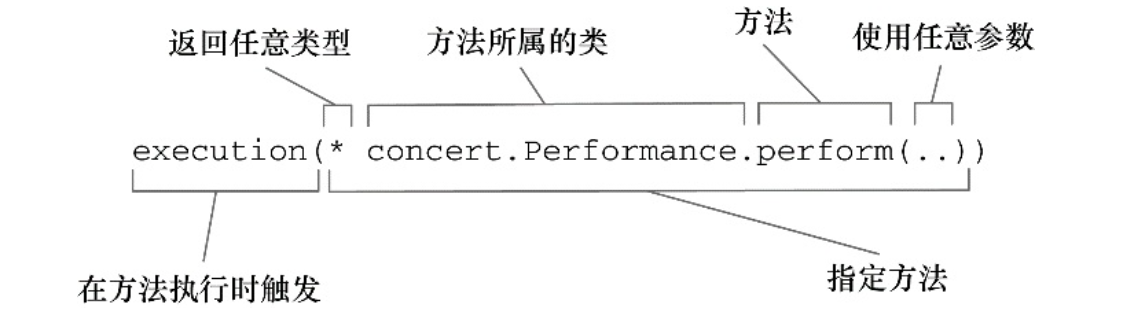 返回任意类型
方法所属的类
方法
使用任意参数
execution(* concert.Performance.perform(..))
在方法执行时触发
指定方法